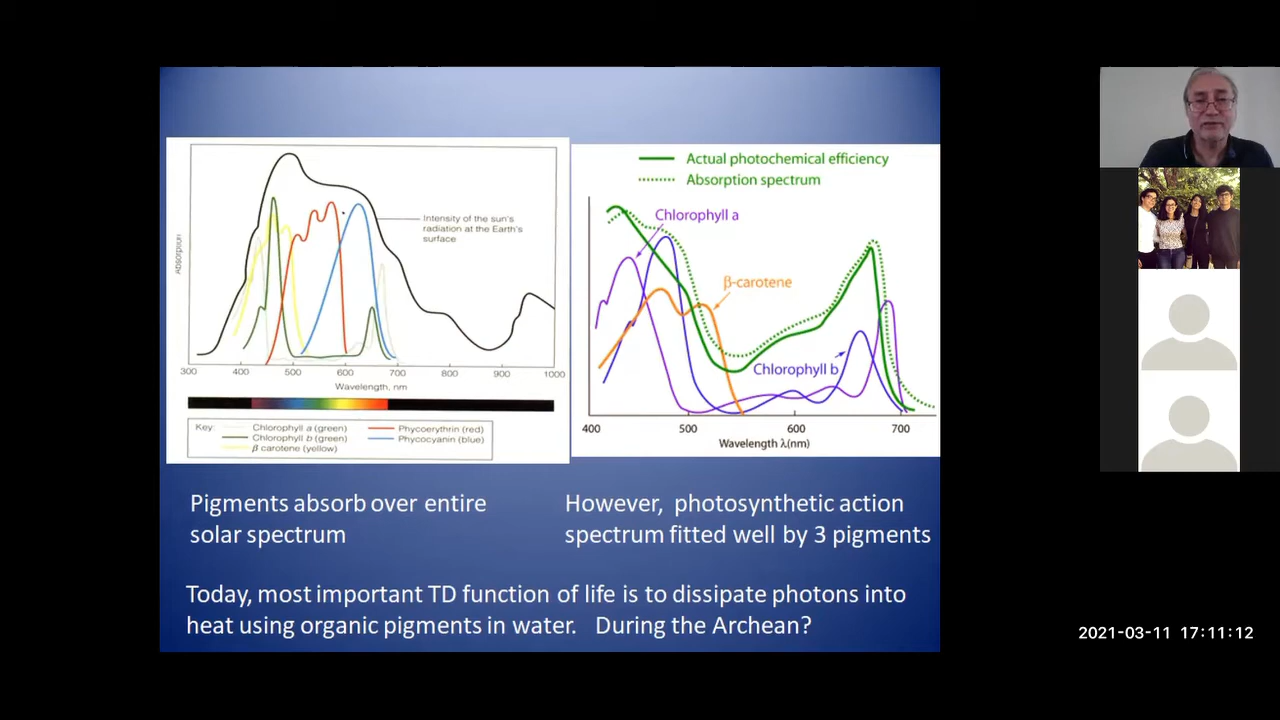 Absorption
Intensity of the sun's
radiation at the Earth's
surface
300 400 500 600 700 800 900 1000
Wavelength, nm
Key: Chlorophyll a (green) Phycoerythrin (red)
Chlorophyll b (green) Phycocyanin (blue)
β carotene (yellow)
Actual photochemical efficiency
Absorption spectrum
Chlorophyll a
β-carotene
Chlorophyll b
400 500 600 700
Wavelength λ(nm)
Pigments absorb over entire
solar spectrum
However, photosynthetic action
spectrum fitted well by 3 pigments
Today, most important TD function of life is to dissipate photons into
heat using organic pigments in water. During the Archean?
2021-03-11 17:11:12